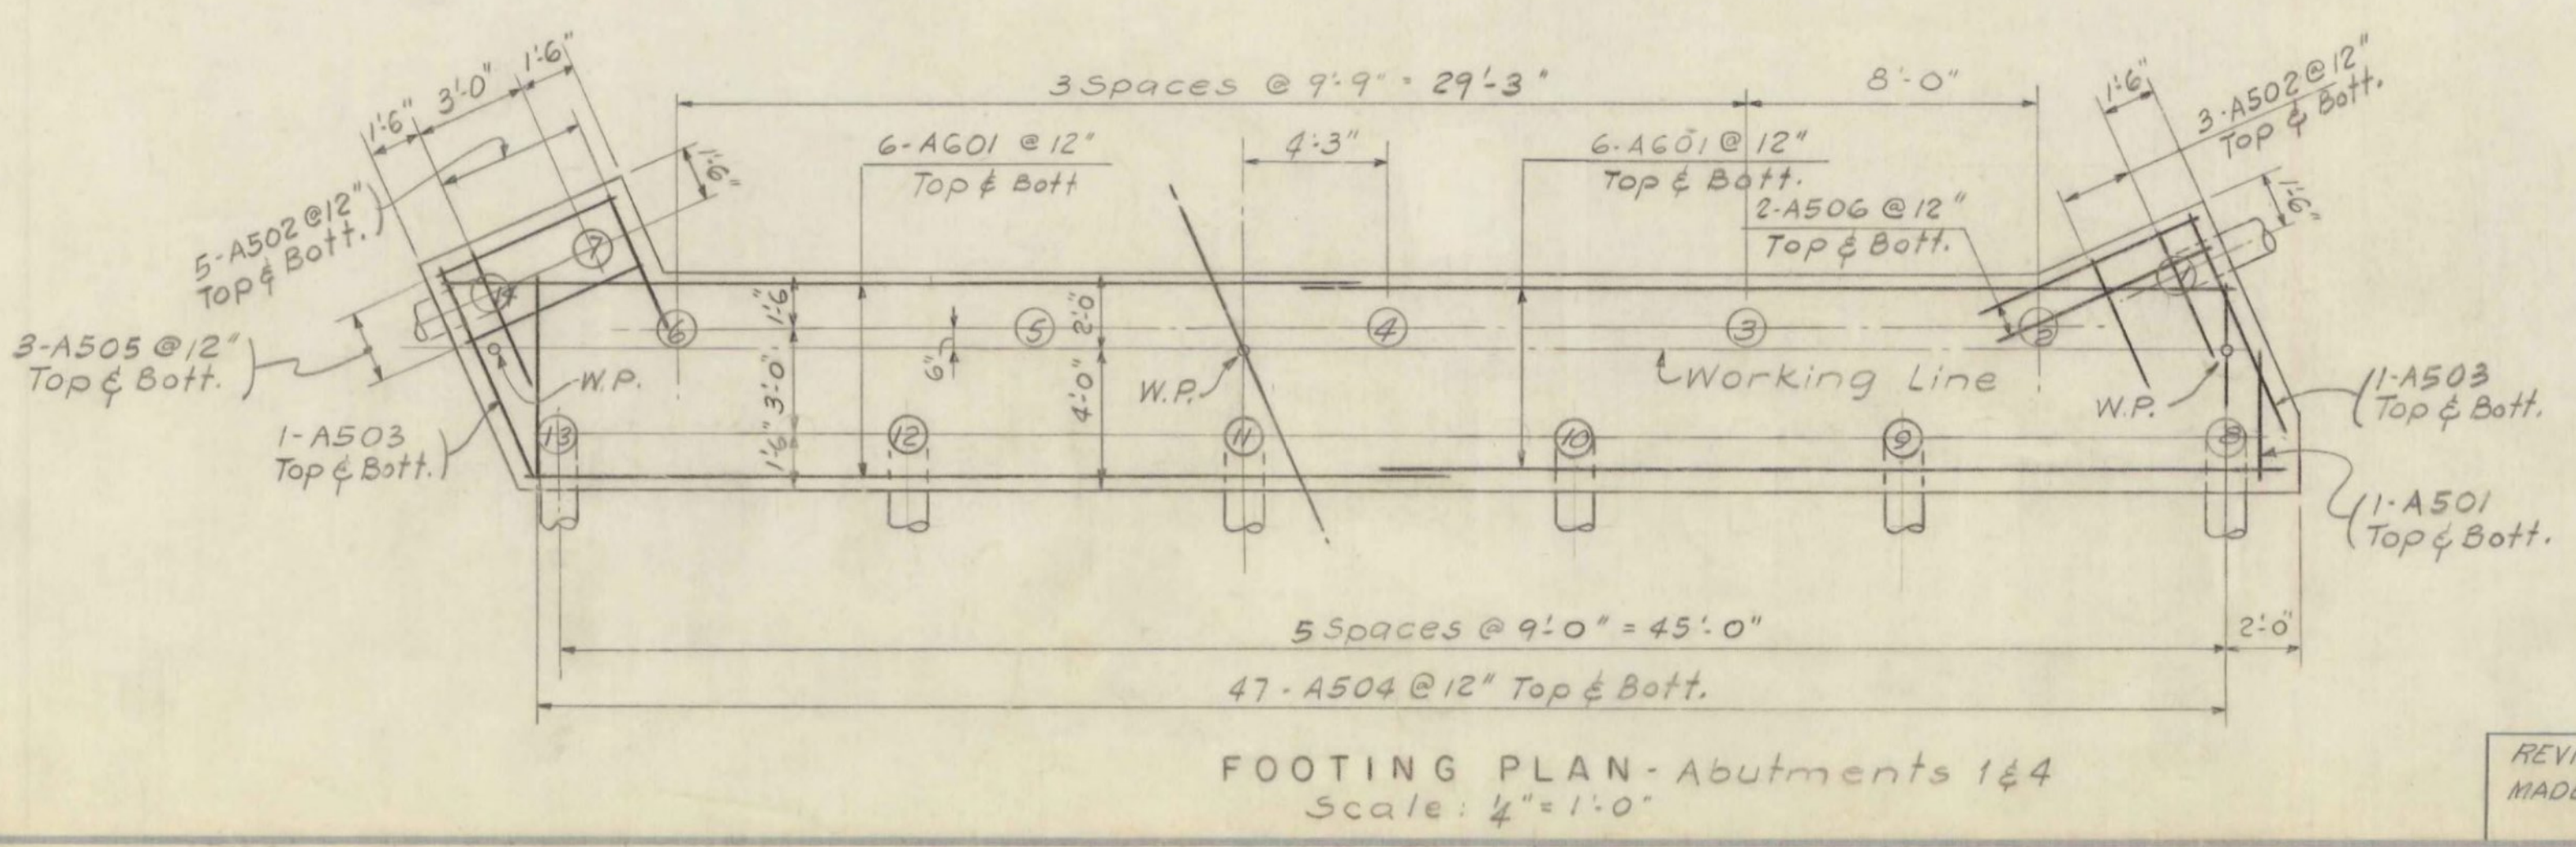 1'-6"
3'-0"
1'-6"
3 Spaces @ 9'-9" = 29'-3"
8'-0"
1'-6"
3-A502 @ 12"
Top & Bott.
6-A601 @ 12"
Top & Bott
4'-3"
6-A601 @ 12"
Top & Bott.
1'-6"
2-A506 @ 12"
Top & Bott.
1'-6"
5-A502 @ 12"
Top & Bott.
7
14
1
3-A505 @ 12"
Top & Bott.
6
5
4
3
2
1'-6"
3'-0"
1'-6"
6"
2'-0"
4'-0"
W.P.
W.P.
Working Line
W.P.
1-A503
Top & Bott.
1-A503
Top & Bott.
13
12
11
10
9
8
1-A501
Top & Bott.
5 Spaces @ 9'-0" = 45'-0"
2'-0"
47-A504 @ 12" Top & Bott.
FOOTING PLAN - Abutments 1 & 4
Scale: 1/4" = 1'-0"
REVI
MADE